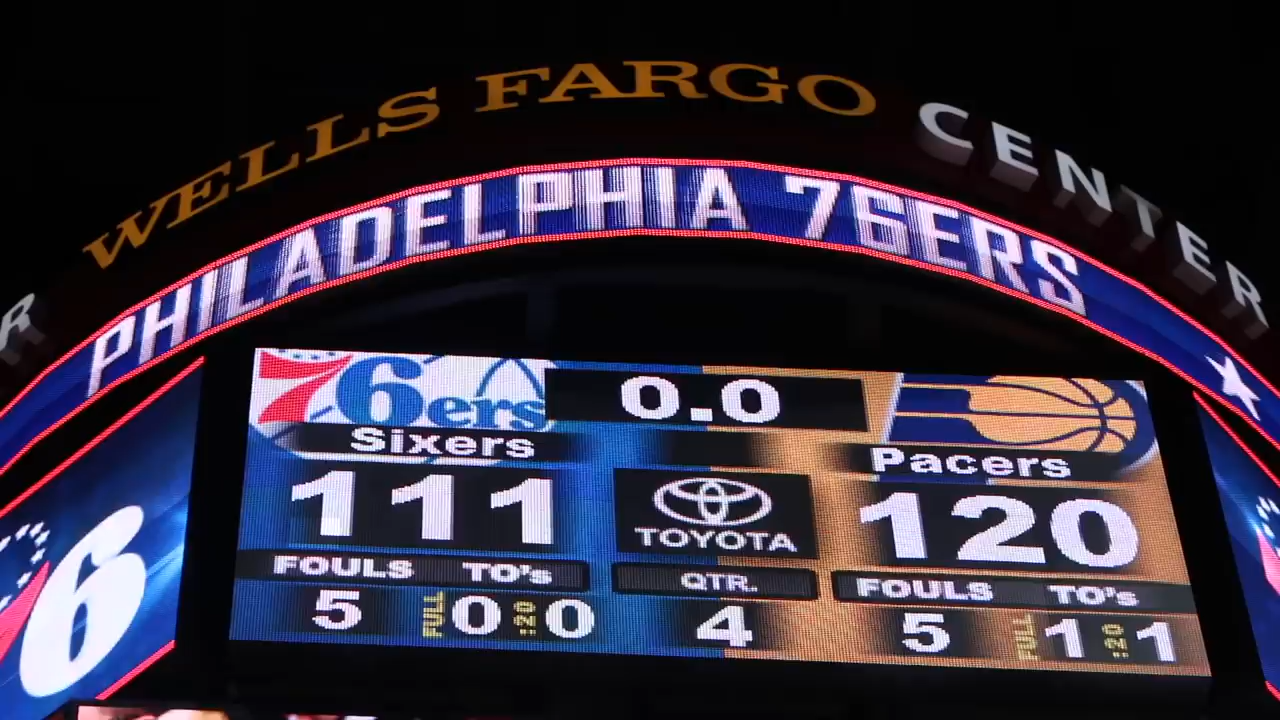 WELLS FARGO CENTER
R
PHILADELPHIA 76ERS
76ers
0.0
Sixers
Pacers
111
TOYOTA
120
FOULS TO's
QTR.
FOULS TO's
5 FULL 0 :20 0
4
5 FULL 1 :20 1
6